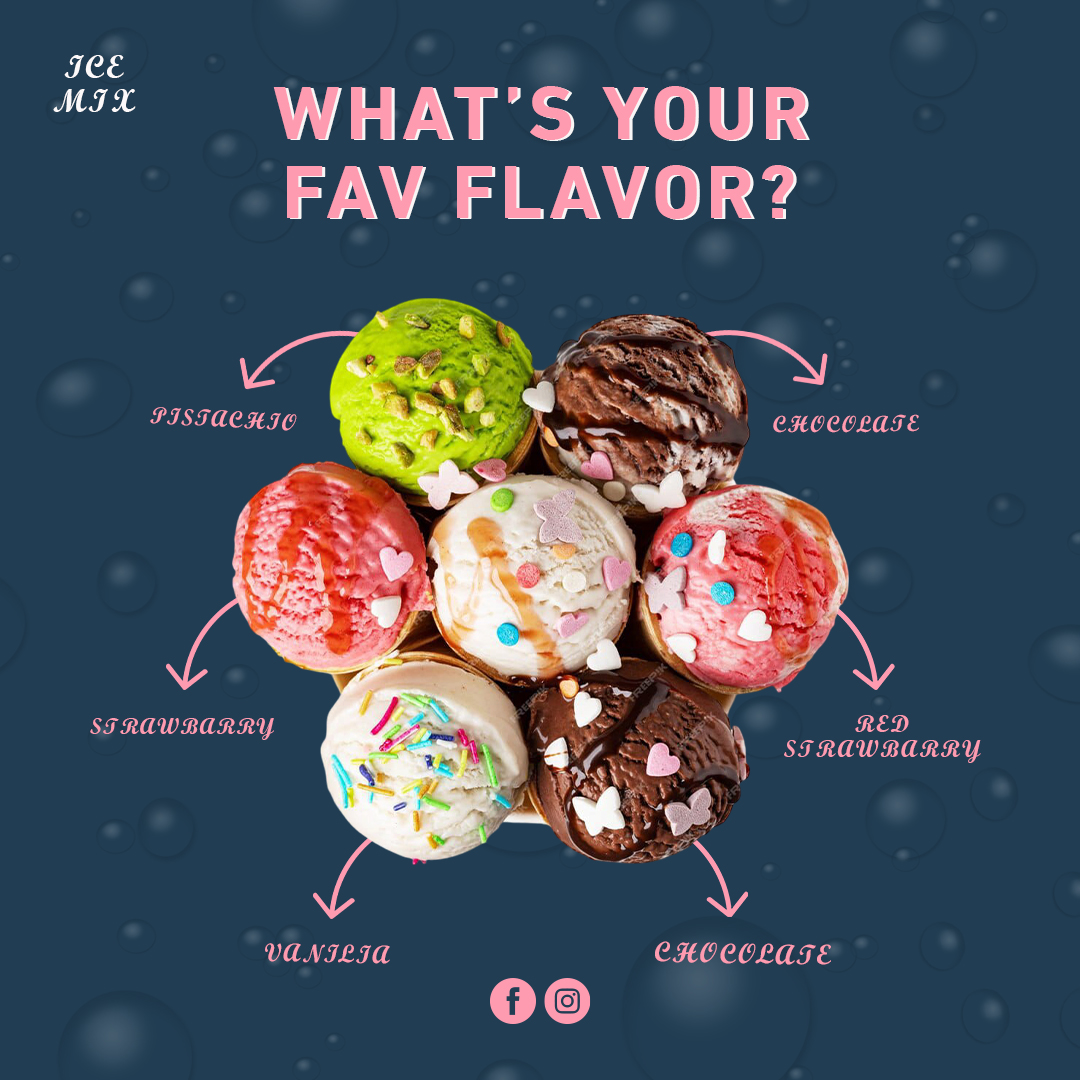 ICE
MIX
WHAT'S YOUR
FAV FLAVOR?
PISTACHIO
CHOCOLATE
STRAWBARRY
RED
STRAWBARRY
VANILIA
CHOCOLATE